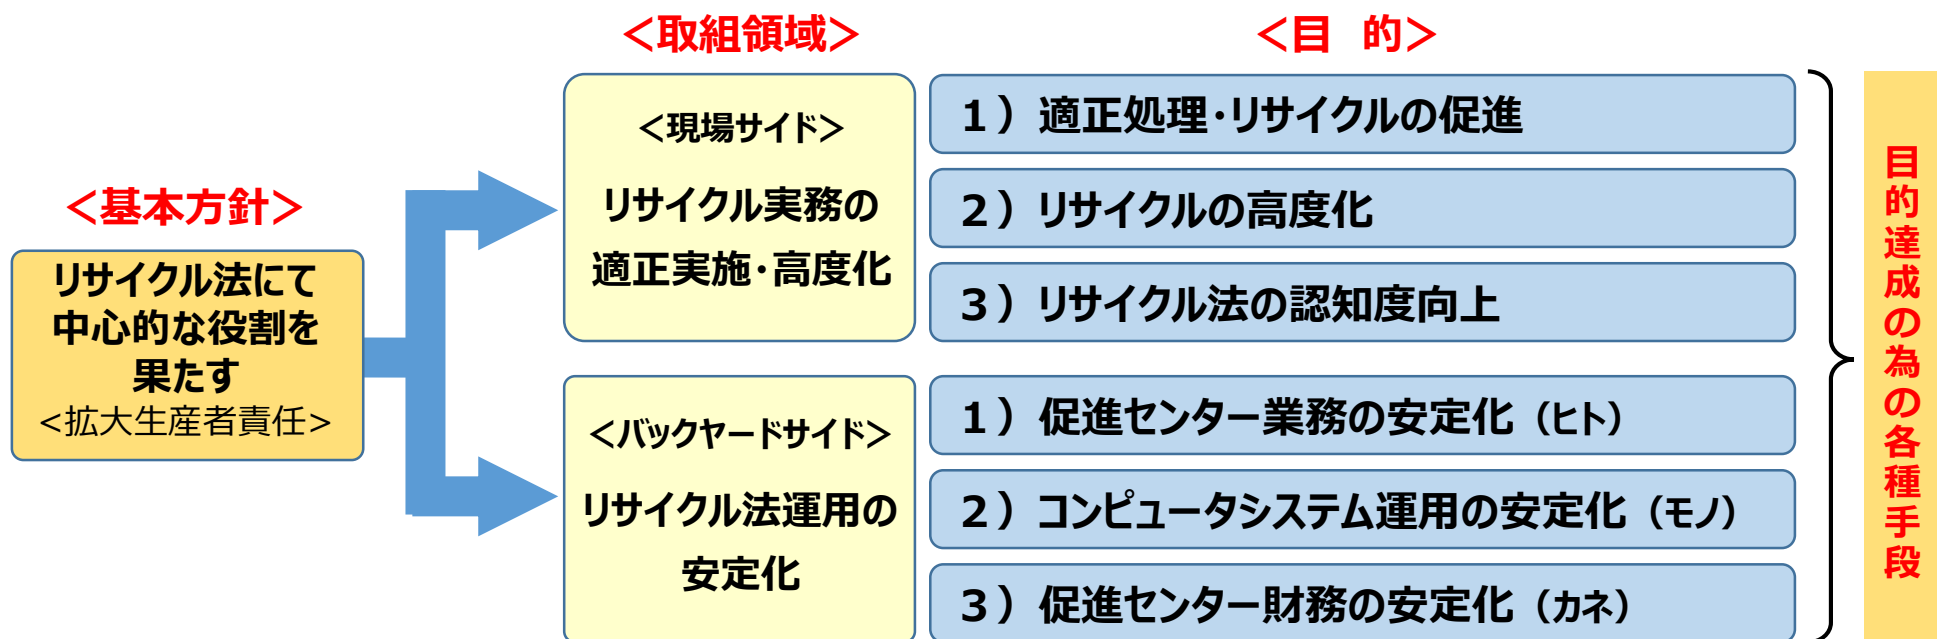 ＜基本方針＞
リサイクル法にて
中心的な役割を
果たす
<拡大生産者責任>
＜取組領域＞
＜現場サイド＞
リサイクル実務の
適正実施・高度化
＜バックヤードサイド＞
リサイクル法運用の
安定化
＜目　的＞
１）適正処理・リサイクルの促進
２）リサイクルの高度化
３）リサイクル法の認知度向上
１）促進センター業務の安定化（ヒト）
２）コンピュータシステム運用の安定化（モノ）
３）促進センター財務の安定化（カネ）
目的達成の為の各種手段